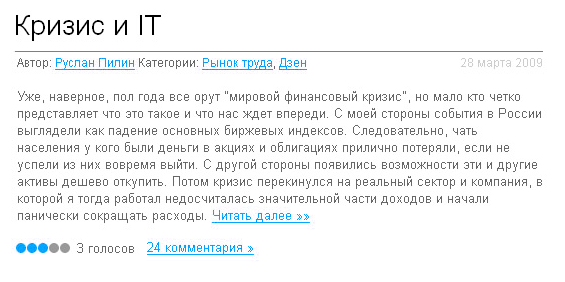 Кризис и IT
Автор: Руслан Пилин Категории: Рынок труда, Дзен 28 марта 2009
Уже, наверное, пол года все орут "мировой финансовый кризис", но мало кто четко
представляет что это такое и что нас ждет впереди. С моей стороны события в России
выглядели как падение основных биржевых индексов. Следовательно, чать
населения у кого были деньги в акциях и облигациях прилично потеряли, если не
успели из них вовремя выйти. С другой стороны появились возможности эти и другие
активы дешево откупить. Потом кризис перекинулся на реальный сектор и компания, в
которой я тогда работал недосчиталась значительной части доходов и начали
панически сокращать расходы. Читать далее »»
3 голосов 24 комментария »